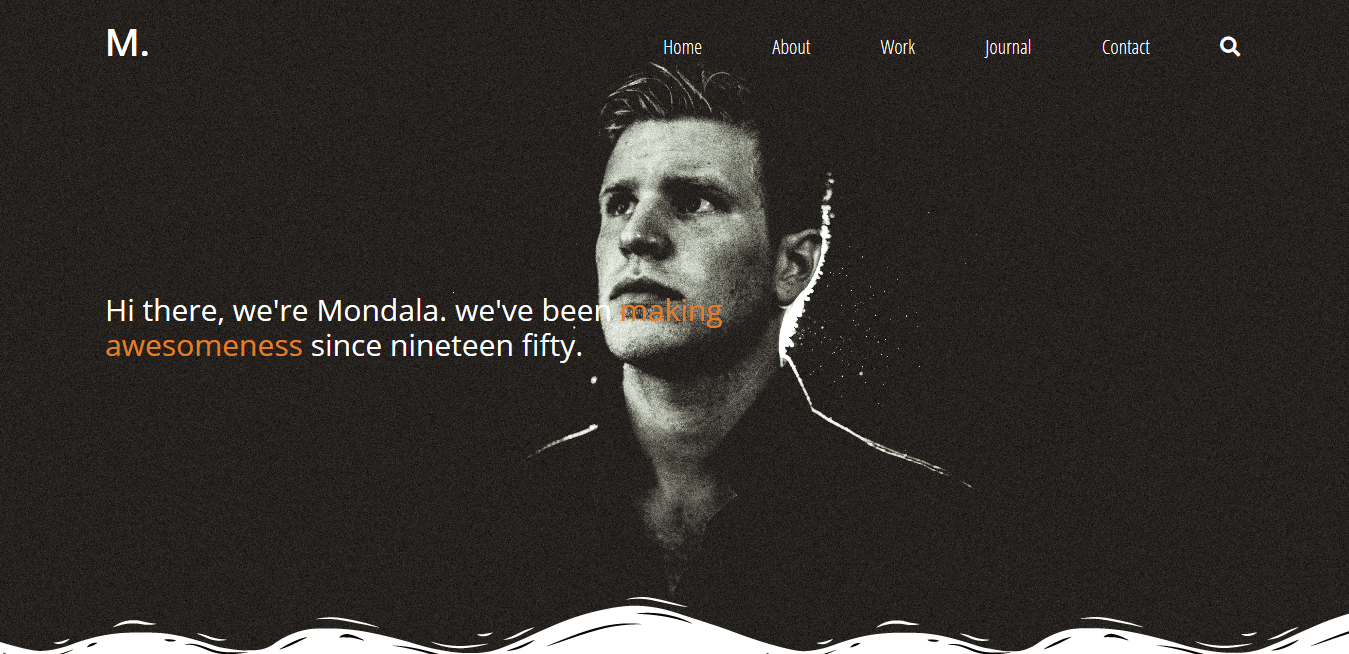 M.
Home
About
Work
Journal
Contact
Hi there, we're Mondala. we've been making
awesomeness since nineteen fifty.